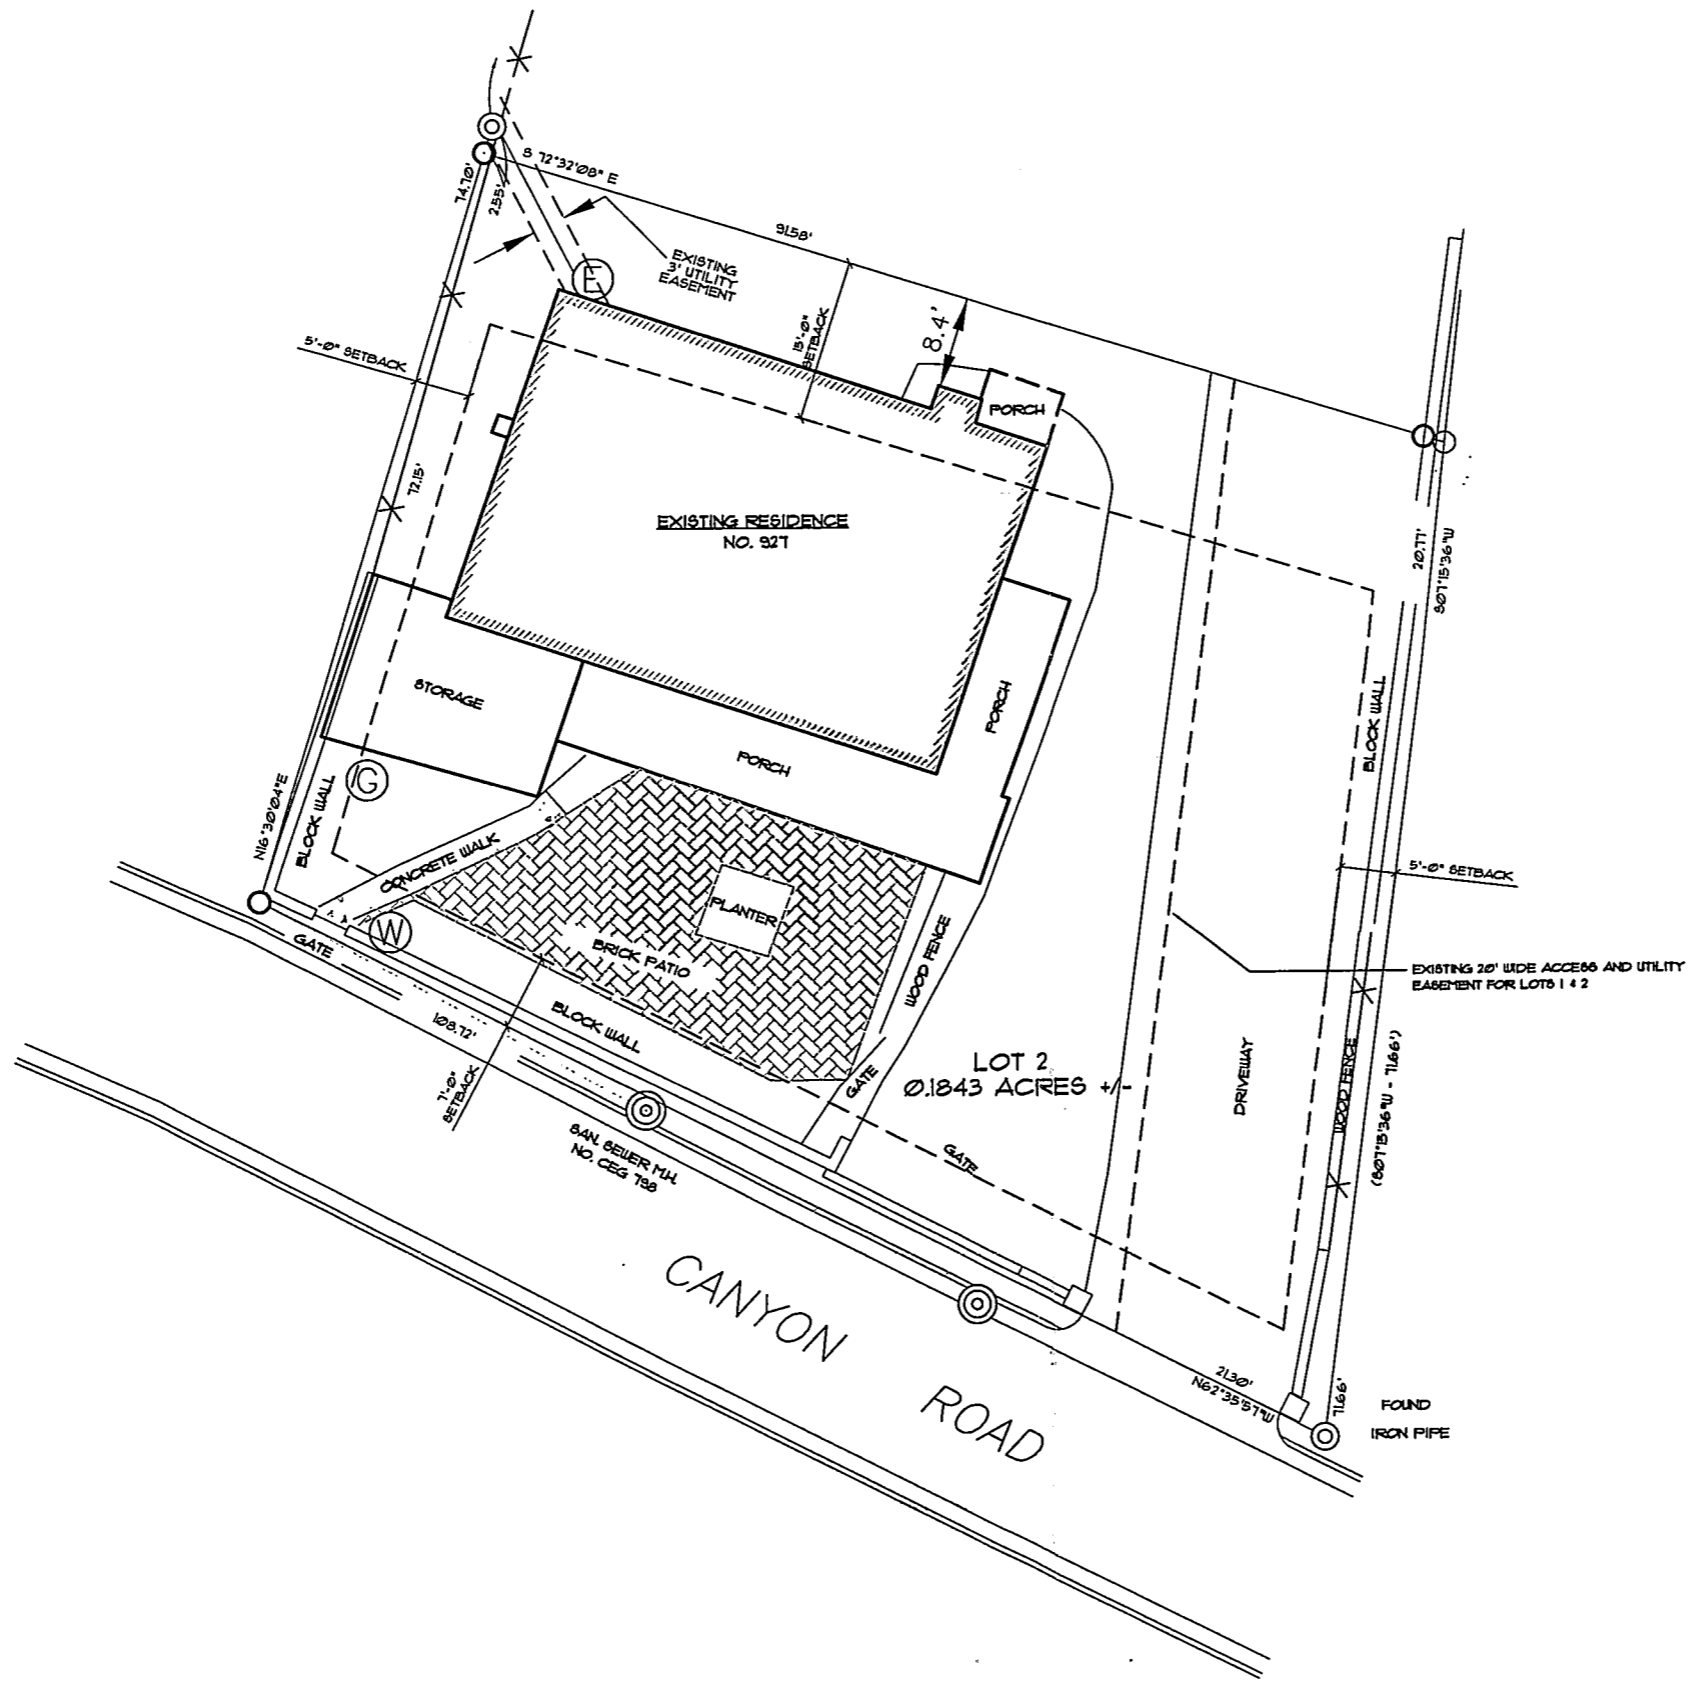 S 72°32'08" E
74.70'
2.55'
91.58'
EXISTING
3' UTILITY
EASEMENT
E
15'-0"
SETBACK
8.4'
5'-0" SETBACK
PORCH
72.15'
EXISTING RESIDENCE
NO. 927
20.77'
S07°15'36"W
STORAGE
PORCH
PORCH
BLOCK WALL
G
N16°30'04"E
BLOCK WALL
CONCRETE WALK
PLANTER
5'-0" SETBACK
W
GATE
BRICK PATIO
WOOD FENCE
EXISTING 20' WIDE ACCESS AND UTILITY
EASEMENT FOR LOTS 1 & 2
108.72'
BLOCK WALL
7'-0"
SETBACK
GATE
LOT 2
0.1843 ACRES +/-
DRIVEWAY
WOOD FENCE
(S07°15'36"W - 71.66')
SAN. SEWER M.H.
NO. CEG 798
GATE
CANYON
ROAD
21.30'
N62°35'57"W
71.66'
FOUND
IRON PIPE